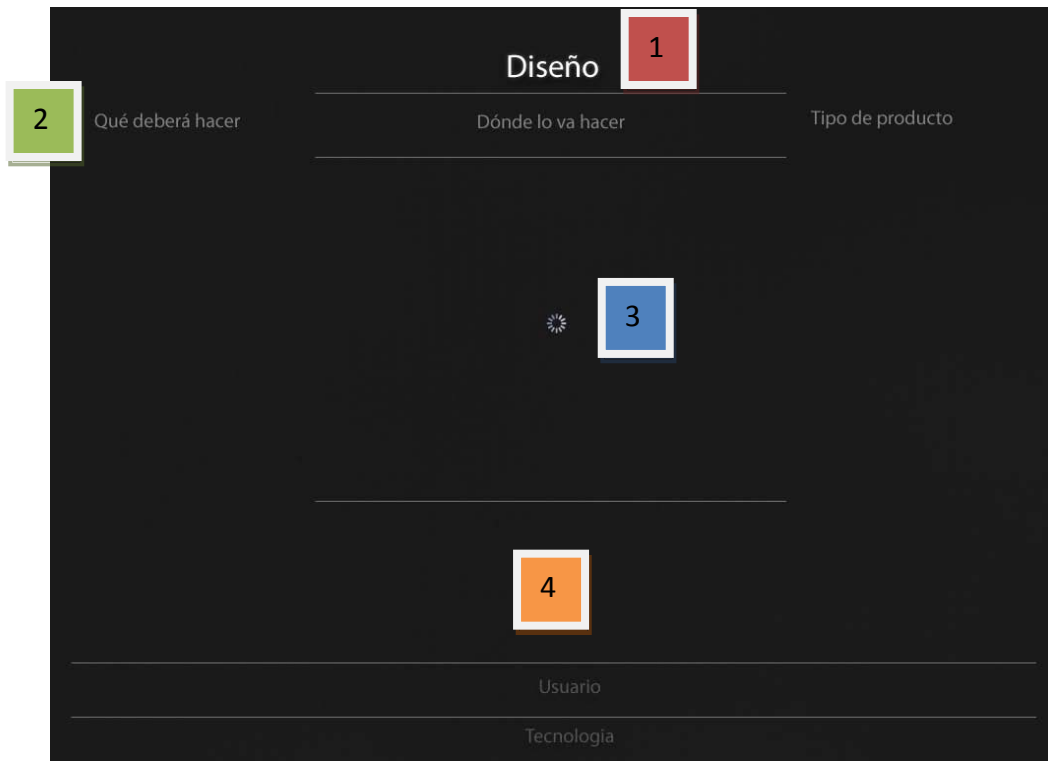 Diseño
1
2
Qué deberá hacer
Dónde lo va hacer
Tipo de producto
3
4
Usuario
Tecnologia